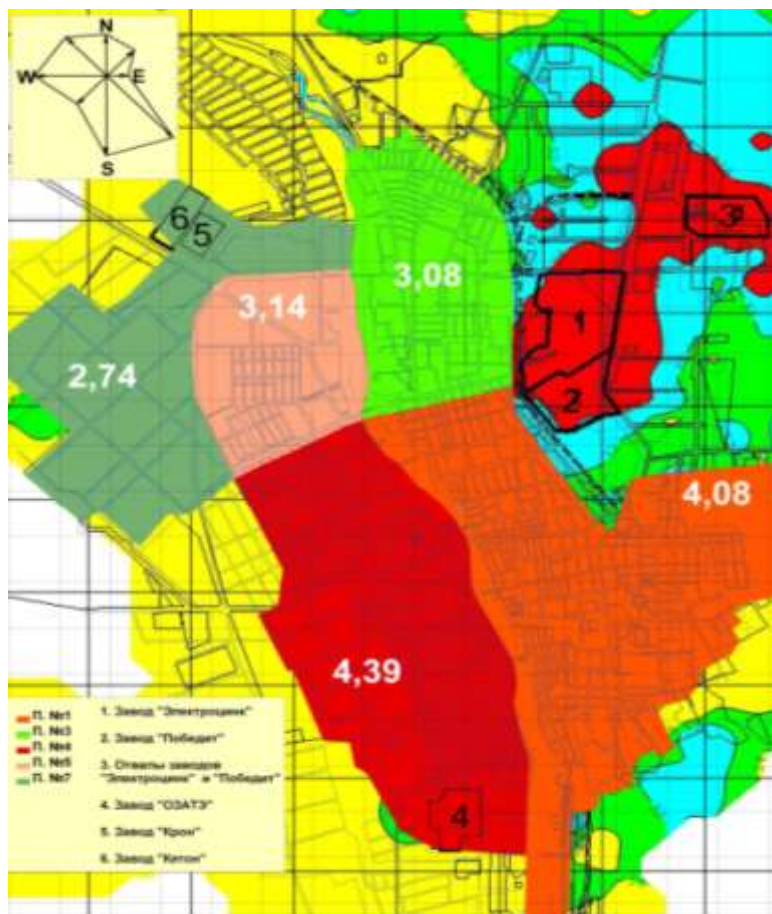 N
W
E
S
6
5
3,08
3
3,14
1
2,74
2
4,08
4,39
4
П. №1
П. №3
П. №4
П. №5
П. №7
1. Завод "Электроцинк"
2. Завод "Победит"
3. Отвалы заводов
"Электроцинк" и "Победит"
4. Завод "ОЗАТЭ"
5. Завод "Крон"
6. Завод "Кетон"